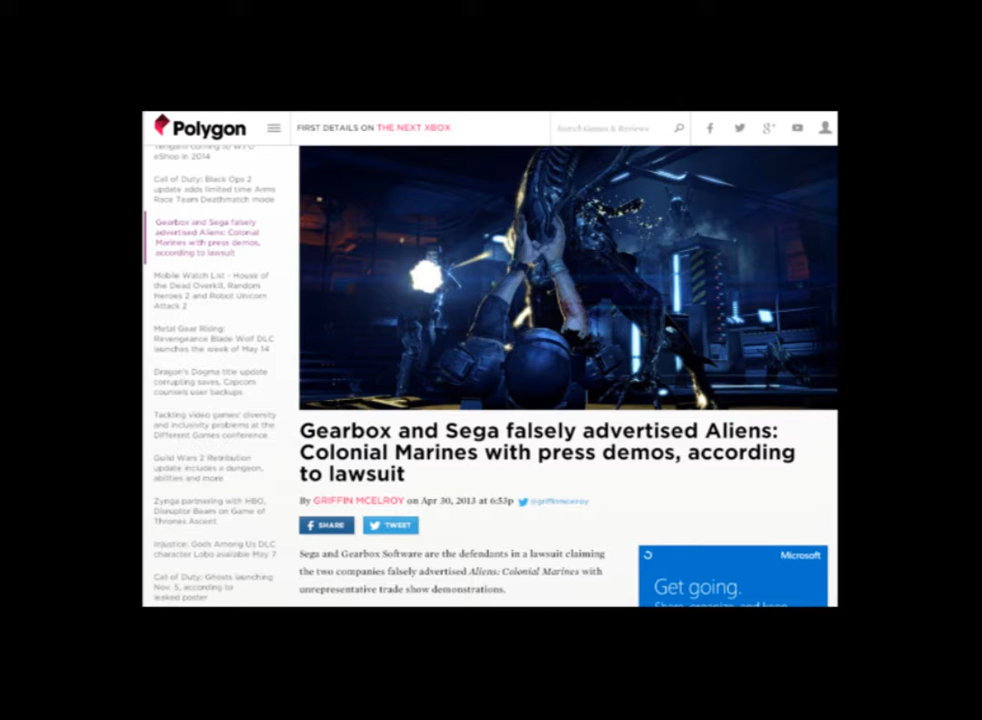 Polygon
FIRST DETAILS ON THE NEXT XBOX
Search Games & Reviews
eShop in 2014
Call of Duty: Black Ops 2
update adds limited time Arms
Race Team Deathmatch mode
Gearbox and Sega falsely
advertised Aliens: Colonial
Marines with press demos,
according to lawsuit
Mobile Watch List - House of
the Dead Overkill, Random
Heroes 2 and Robot Unicorn
Attack 2
Metal Gear Rising:
Revengeance Blade Wolf DLC
launches the week of May 14
Dragon's Dogma title update
corrupting saves, Capcom
counsels user backups
Tackling video games' diversity
and inclusivity problems at the
Different Games conference
Guild Wars 2 Retribution
update includes a dungeon,
abilities and more
Zynga partnering with HBO,
Disruptor Beam on Game of
Thrones Ascent
Injustice: Gods Among Us DLC
character Lobo available May 7
Call of Duty: Ghosts launching
Nov. 5, according to
leaked poster
Gearbox and Sega falsely advertised Aliens:
Colonial Marines with press demos, according
to lawsuit
By GRIFFIN MCELROY on Apr 30, 2013 at 6:53p @griffinmcelroy
SHARE
TWEET
Sega and Gearbox Software are the defendants in a lawsuit claiming
the two companies falsely advertised Aliens: Colonial Marines with
unrepresentative trade show demonstrations.
Microsoft
Get going.
Share, organize, and keep